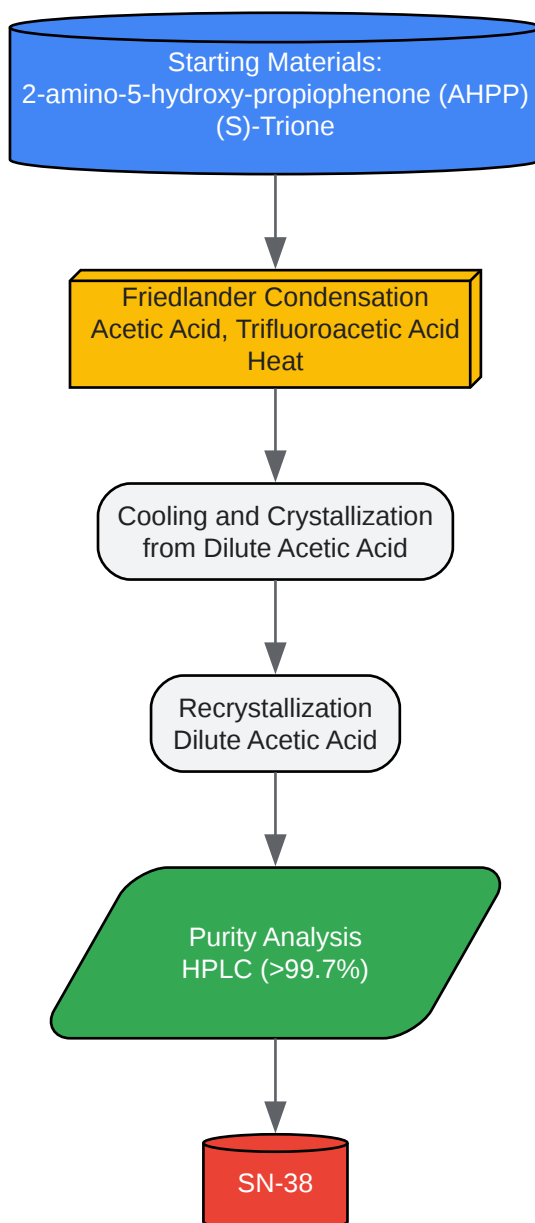 Starting Materials:
2-amino-5-hydroxy-propiophenone (AHPP)
(S)-Trione
Friedlander Condensation
Acetic Acid, Trifluoroacetic Acid
Heat
Cooling and Crystallization
from Dilute Acetic Acid
Recrystallization
Dilute Acetic Acid
Purity Analysis
HPLC (>99.7%)
SN-38